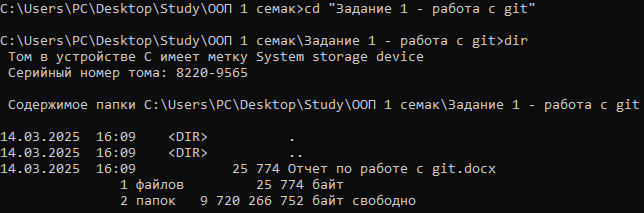 C:\Users\PC\Desktop\Study\ООП 1 семак>cd "Задание 1 - работа с git"
C:\Users\PC\Desktop\Study\ООП 1 семак\Задание 1 - работа с git>dir
Том в устройстве C имеет метку System storage device
Серийный номер тома: 8220-9565
Содержимое папки C:\Users\PC\Desktop\Study\ООП 1 семак\Задание 1 - работа с git
14.03.2025  16:09    <DIR>          .
14.03.2025  16:09    <DIR>          ..
14.03.2025  16:09            25 774 Отчет по работе с git.docx
1 файлов         25 774 байт
2 папок   9 720 266 752 байт свободно